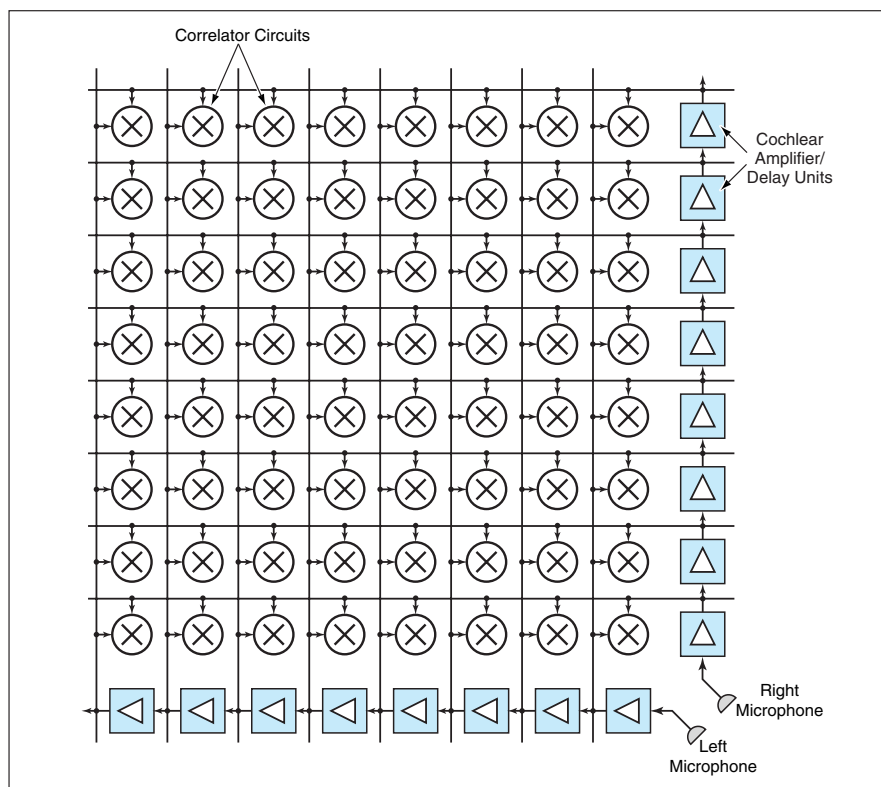 Correlator Circuits
Cochlear
Amplifier/
Delay Units
Right
Microphone
Left
Microphone